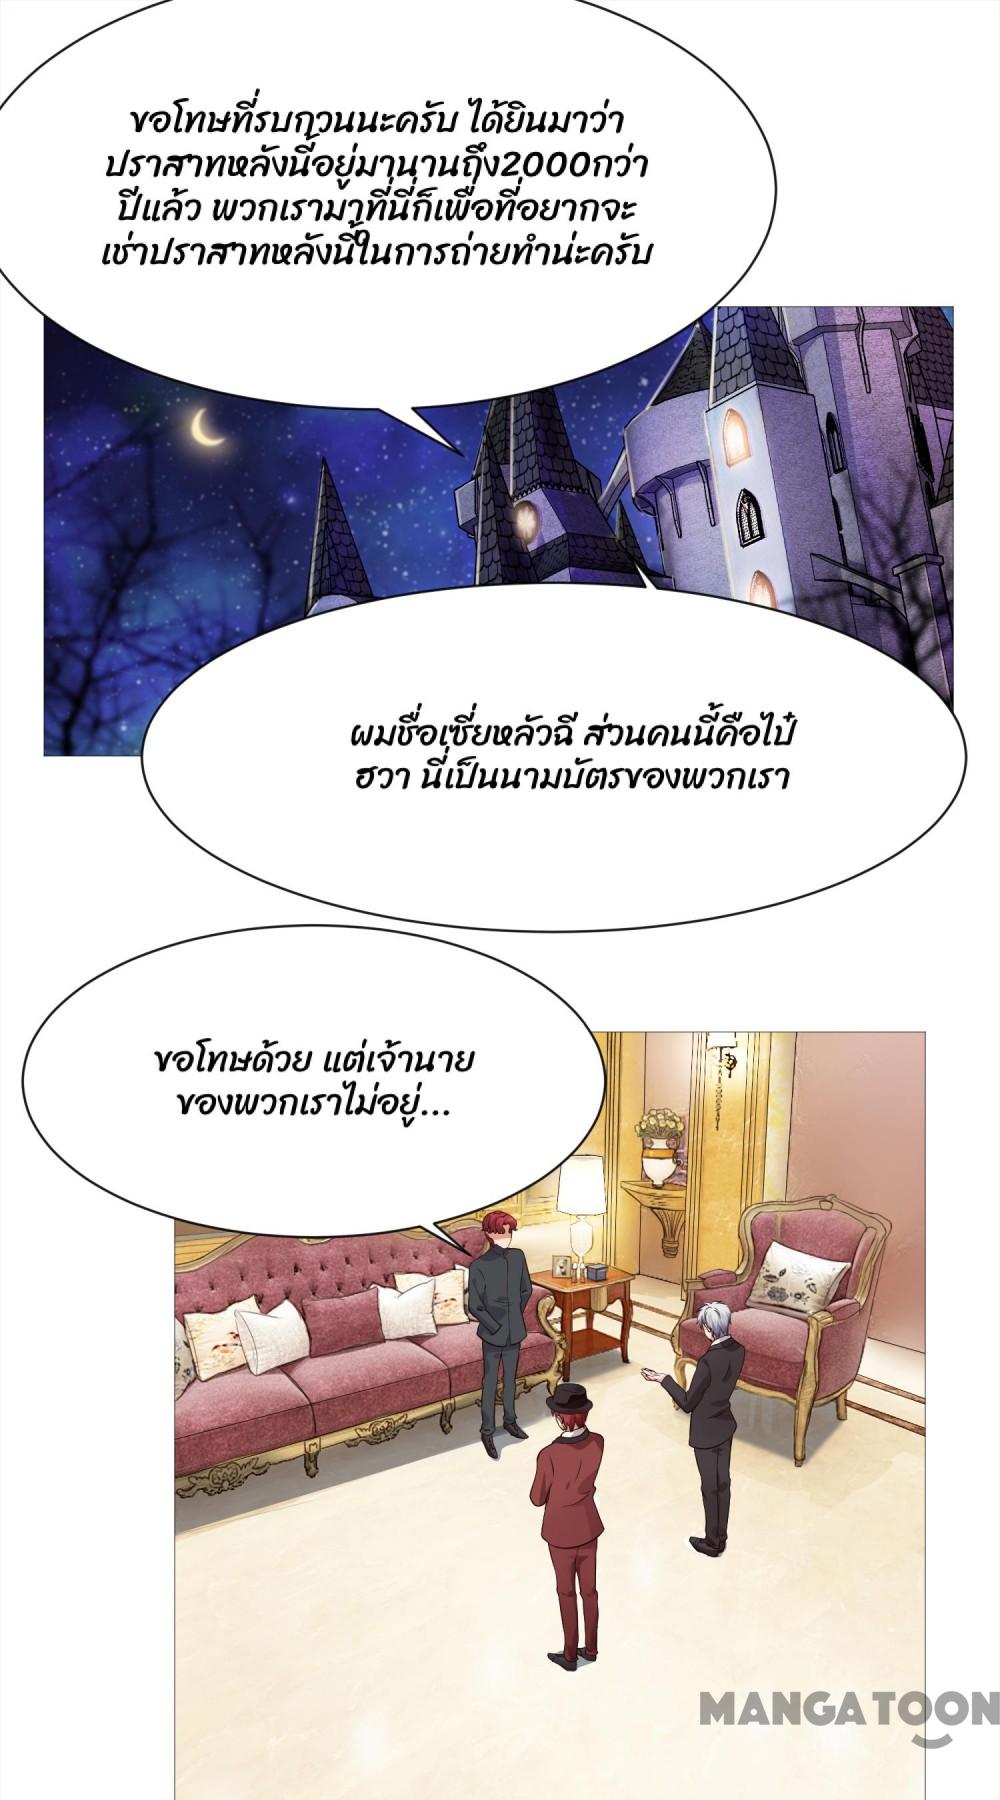 ขอโทษที่รบกวนนะครับ ได้ยินมาว่า
ปราสาทหลังนี้อยู่มานานถึง2000กว่า
ปีแล้ว พวกเรามาที่นี่ก็เพื่อที่อยากจะ
เช่าปราสาทหลังนี้ในการถ่ายทำน่ะครับ
ผมชื่อเซี่ยหลัวฉี ส่วนคนนี้คือไป๋
ฮวา นี่เป็นนามบัตรของพวกเรา
ขอโทษด้วย แต่เจ้านาย
ของพวกเราไม่อยู่...
MANGATOON